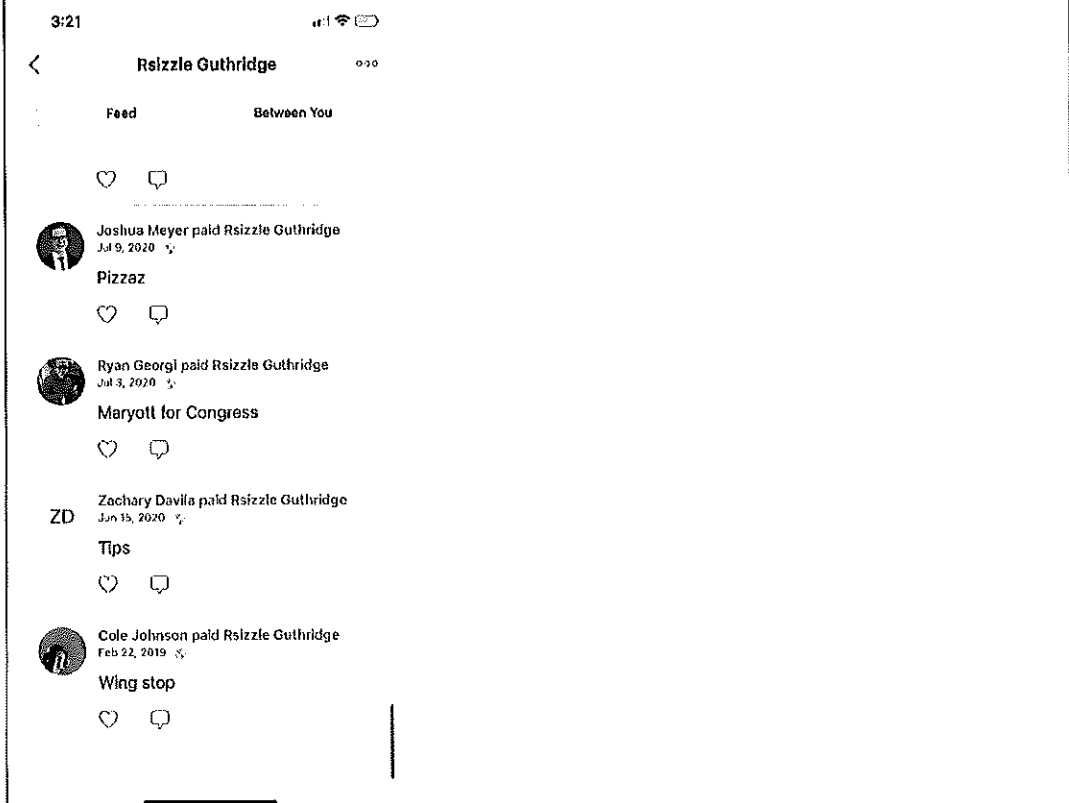 3:21
Rsizzle Guthridge
Feed Between You
Joshua Meyer paid Rsizzle Guthridge
Jul 9, 2020
Pizzaz
Ryan Georgi paid Rsizzle Guthridge
Jul 3, 2020
Maryott for Congress
ZD
Zachary Davila paid Rsizzle Guthridge
Jun 15, 2020
Tips
Cole Johnson paid Rsizzle Guthridge
Feb 22, 2019
Wing stop